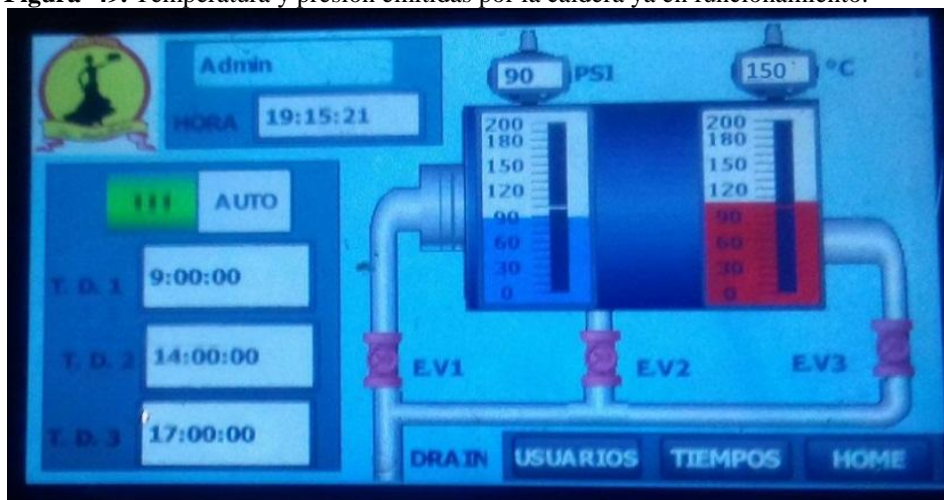 Figura 4.9: Temperatura y presión emitidas por la caldera ya en funcionamiento.
Admin
HORA 19:15:21
90 PSI
150 °C
AUTO
T. D. 1 9:00:00
T. D. 2 14:00:00
T. D. 3 17:00:00
200
180
150
120
90
60
30
0
200
180
150
120
90
60
30
0
E.V1
E.V2
E.V3
DRAIN
USUARIOS
TIEMPOS
HOME